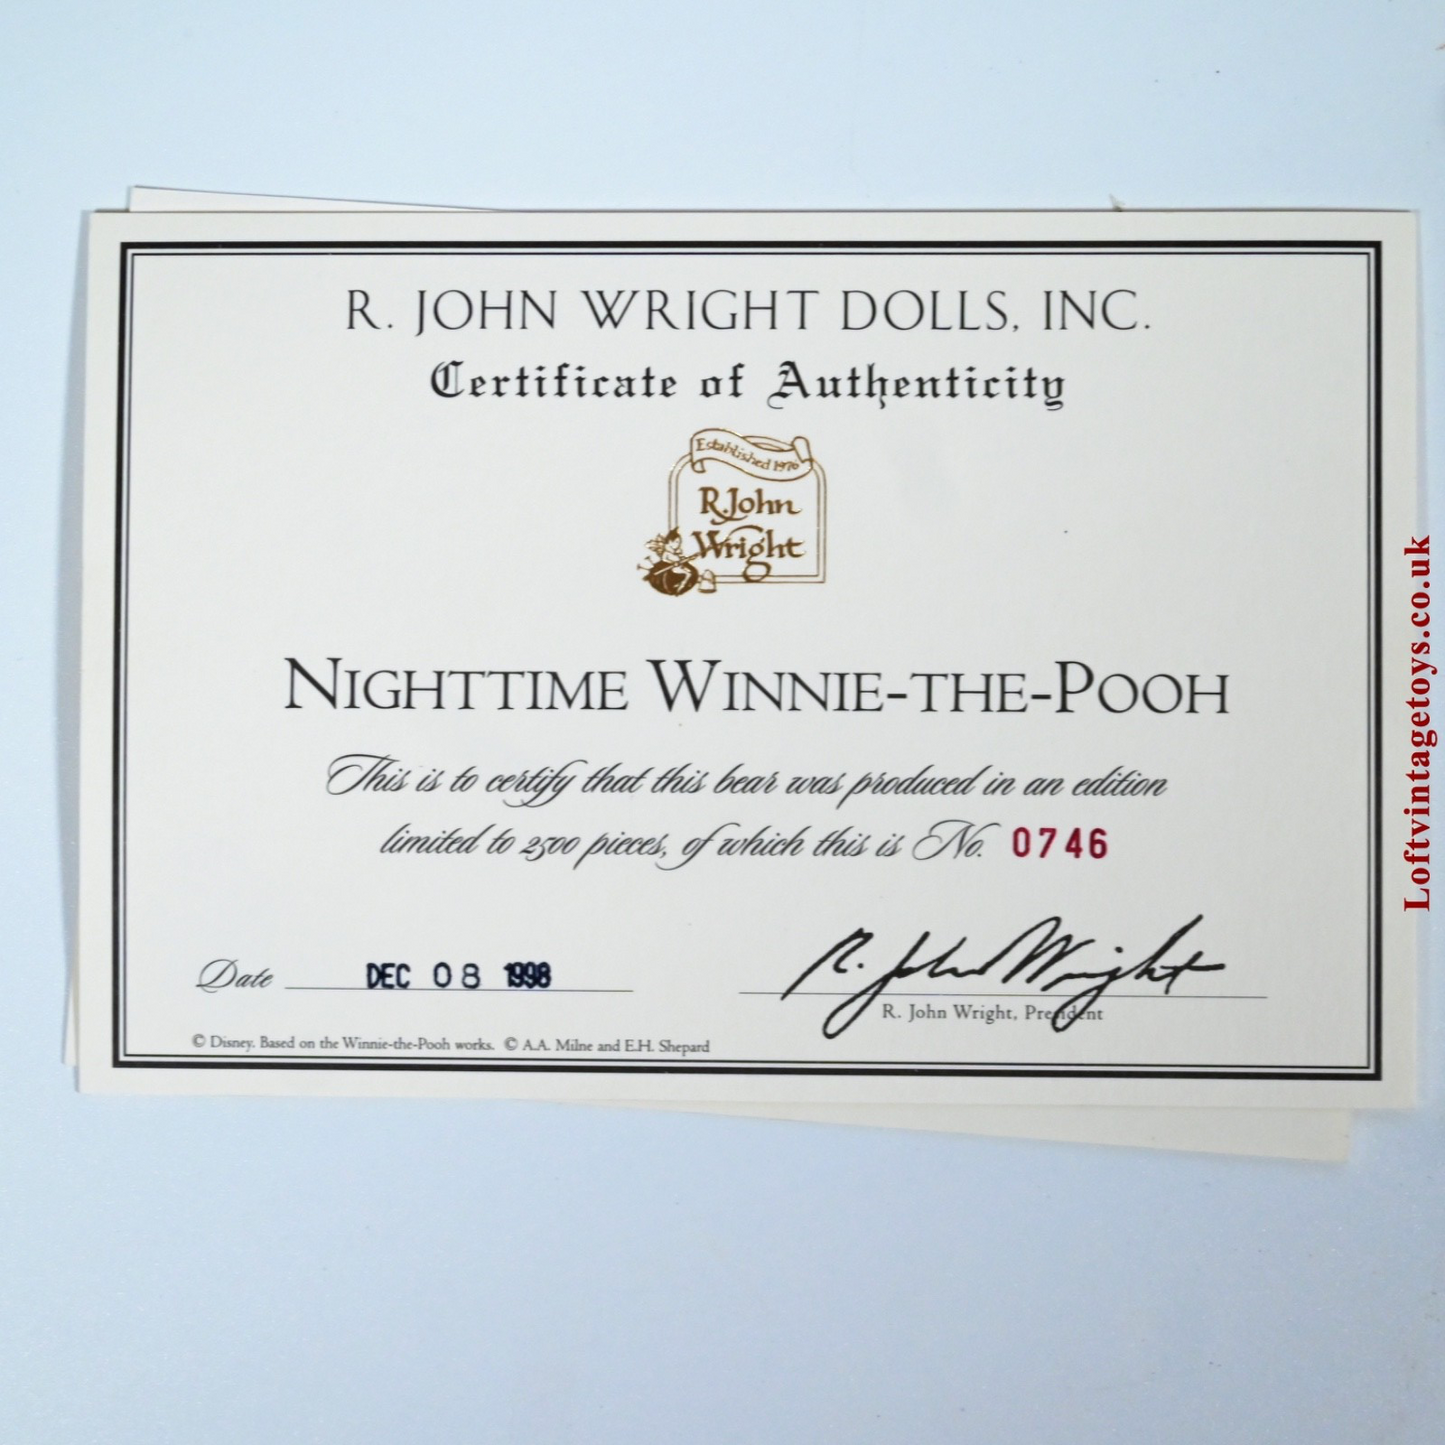 R. JOHN WRIGHT DOLLS, INC.
Certificate of Authenticity
Established 1976
R. John
Wright
NIGHTTIME WINNIE-THE-POOH
This is to certify that this bear was produced in an edition
limited to 2500 pieces, of which this is No. 0746
Date DEC 08 1998
R. John Wright
R. John Wright, President
© Disney. Based on the Winnie-the-Pooh works. © A.A. Milne and E.H. Shepard
Loftvintagetoys.co.uk